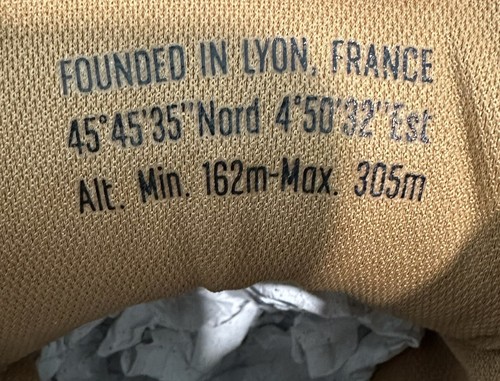 FOUNDED IN LYON, FRANCE
45°45'35"Nord 4°50'32"Est
Alt. Min. 162m-Max. 305m